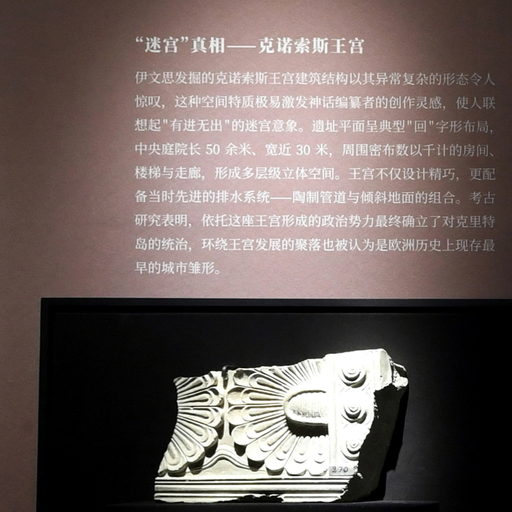 “迷宫”真相——克诺索斯王宫
伊文思发掘的克诺索斯王宫建筑结构以其异常复杂的形态令人
惊叹，这种空间特质极易激发神话编纂者的创作灵感，使人联
想起"有进无出"的迷宫意象。遗址平面呈典型"回"字形布局，
中央庭院长 50 余米、宽近 30 米，周围密布数以千计的房间、
楼梯与走廊，形成多层级立体空间。王宫不仅设计精巧，更配
备当时先进的排水系统——陶制管道与倾斜地面的组合。考古
研究表明，依托这座王宫形成的政治势力最终确立了对克里特
岛的统治，环绕王宫发展的聚落也被认为是欧洲历史上现存最
早的城市雏形。
270